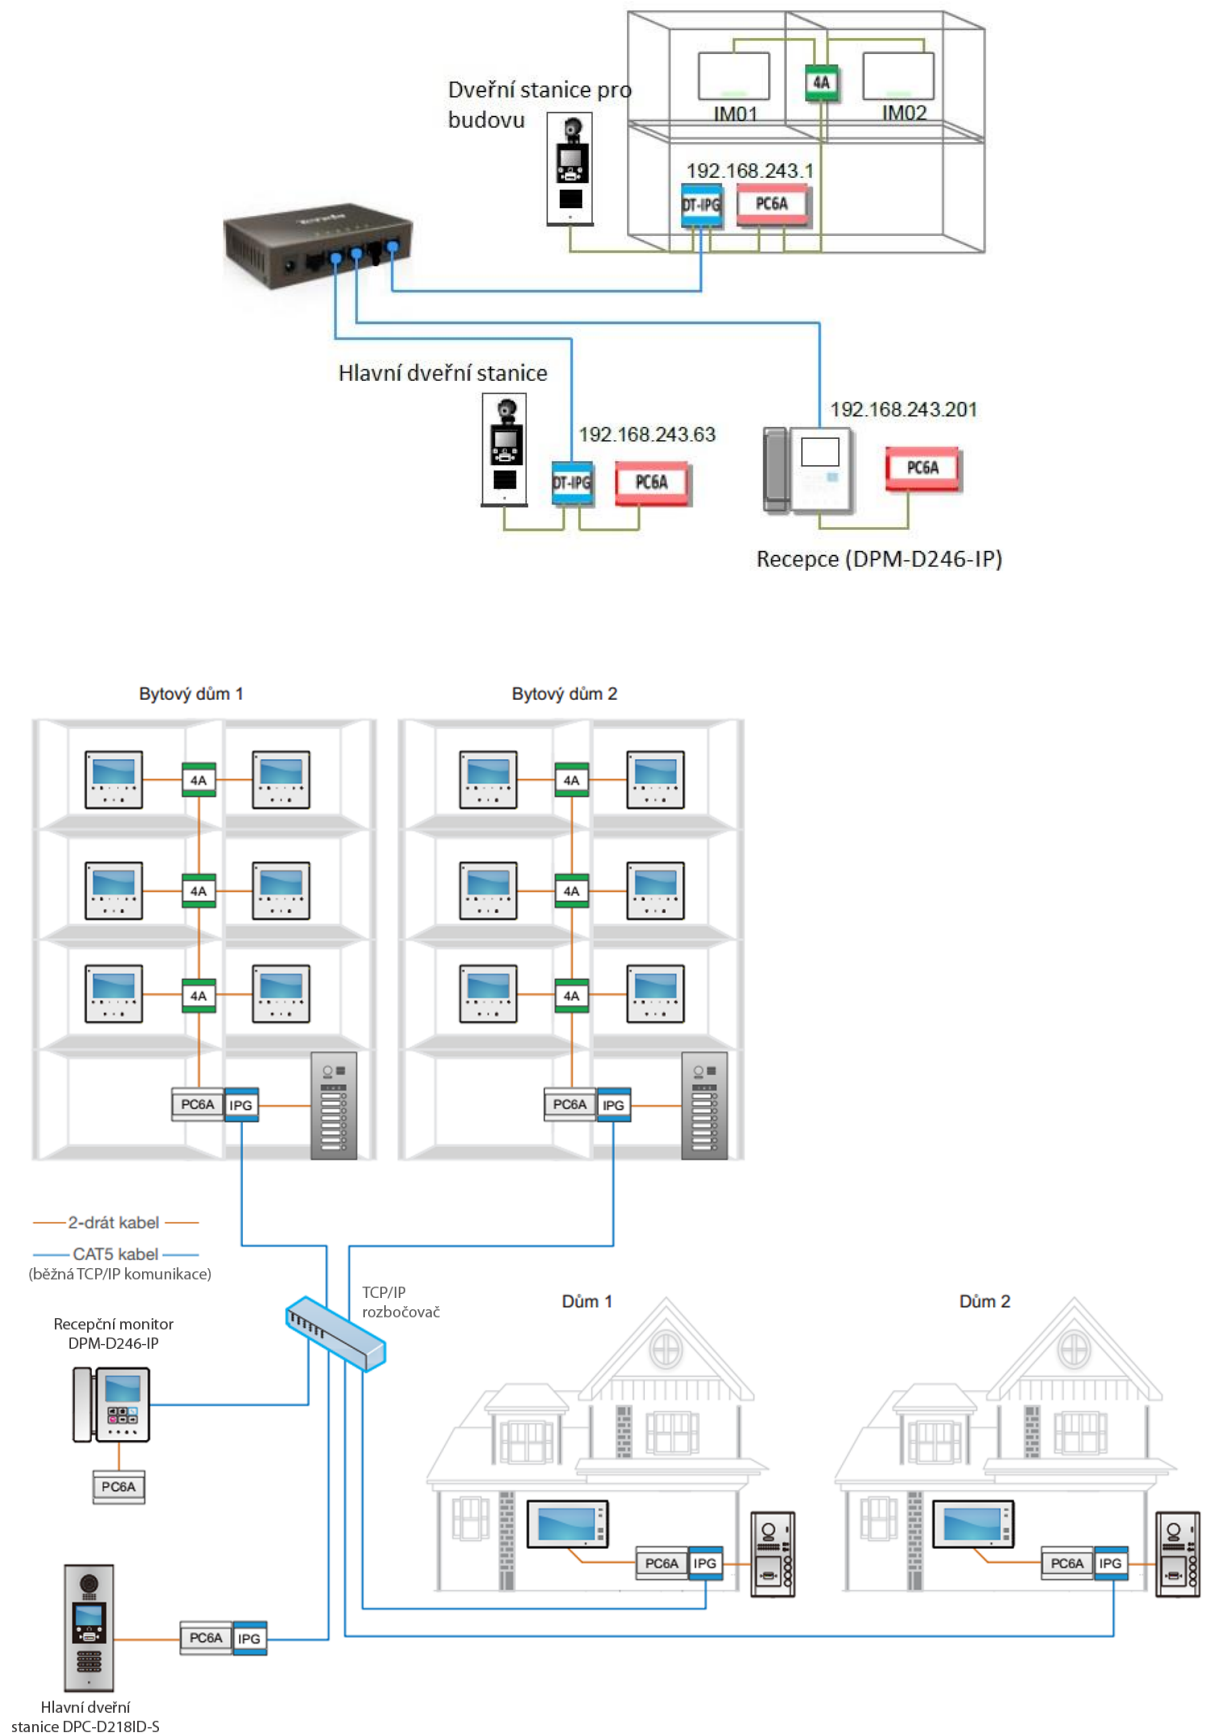 Dveřní stanice pro
budovu
4A
IM01
IM02
192.168.243.1
DT-IPG
PC6A
Tenda
Hlavní dveřní stanice
192.168.243.63
DT-IPG
PC6A
192.168.243.201
PC6A
Recepce (DPM-D246-IP)
Bytový dům 1
Bytový dům 2
4A
4A
4A
4A
4A
4A
PC6A
IPG
PC6A
IPG
2-drát kabel
CAT5 kabel
(běžná TCP/IP komunikace)
TCP/IP
rozbočovač
Dům 1
Dům 2
Recepční monitor
DPM-D246-IP
PC6A
PC6A
IPG
PC6A
IPG
PC6A
IPG
Hlavní dveřní
stanice DPC-D218ID-S